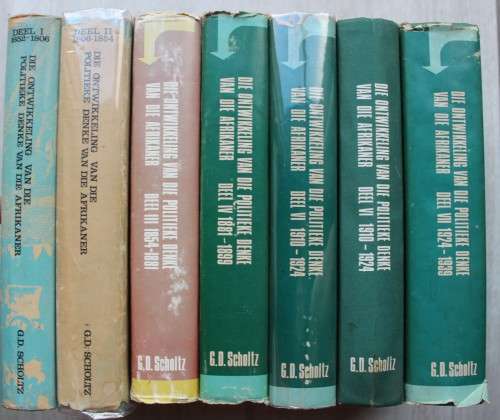 DEEL I
1652-1806
DIE ONTWIKKELING VAN DIE
POLITIEKE DENKE VAN DIE AFRIKANER
G.D. SCHOLTZ
DEEL II
1806-1854
DIE ONTWIKKELING VAN DIE
POLITIEKE DENKE VAN DIE AFRIKANER
G.D. SCHOLTZ
DIE ONTWIKKELING VAN DIE POLITIEKE DENKE
VAN DIE AFRIKANER DEEL III 1854-1881
G.D. Scholtz
DIE ONTWIKKELING VAN DIE POLITIEKE DENKE
VAN DIE AFRIKANER DEEL IV 1881-1899
G.D. Scholtz
DIE ONTWIKKELING VAN DIE POLITIEKE DENKE
VAN DIE AFRIKANER DEEL VI 1910-1924
G.D. Scholtz
DIE ONTWIKKELING VAN DIE POLITIEKE DENKE
VAN DIE AFRIKANER DEEL VI 1910-1924
G.D. Scholtz
DIE ONTWIKKELING VAN DIE POLITIEKE DENKE
VAN DIE AFRIKANER DEEL VII 1924-1939
G.D. Scholtz